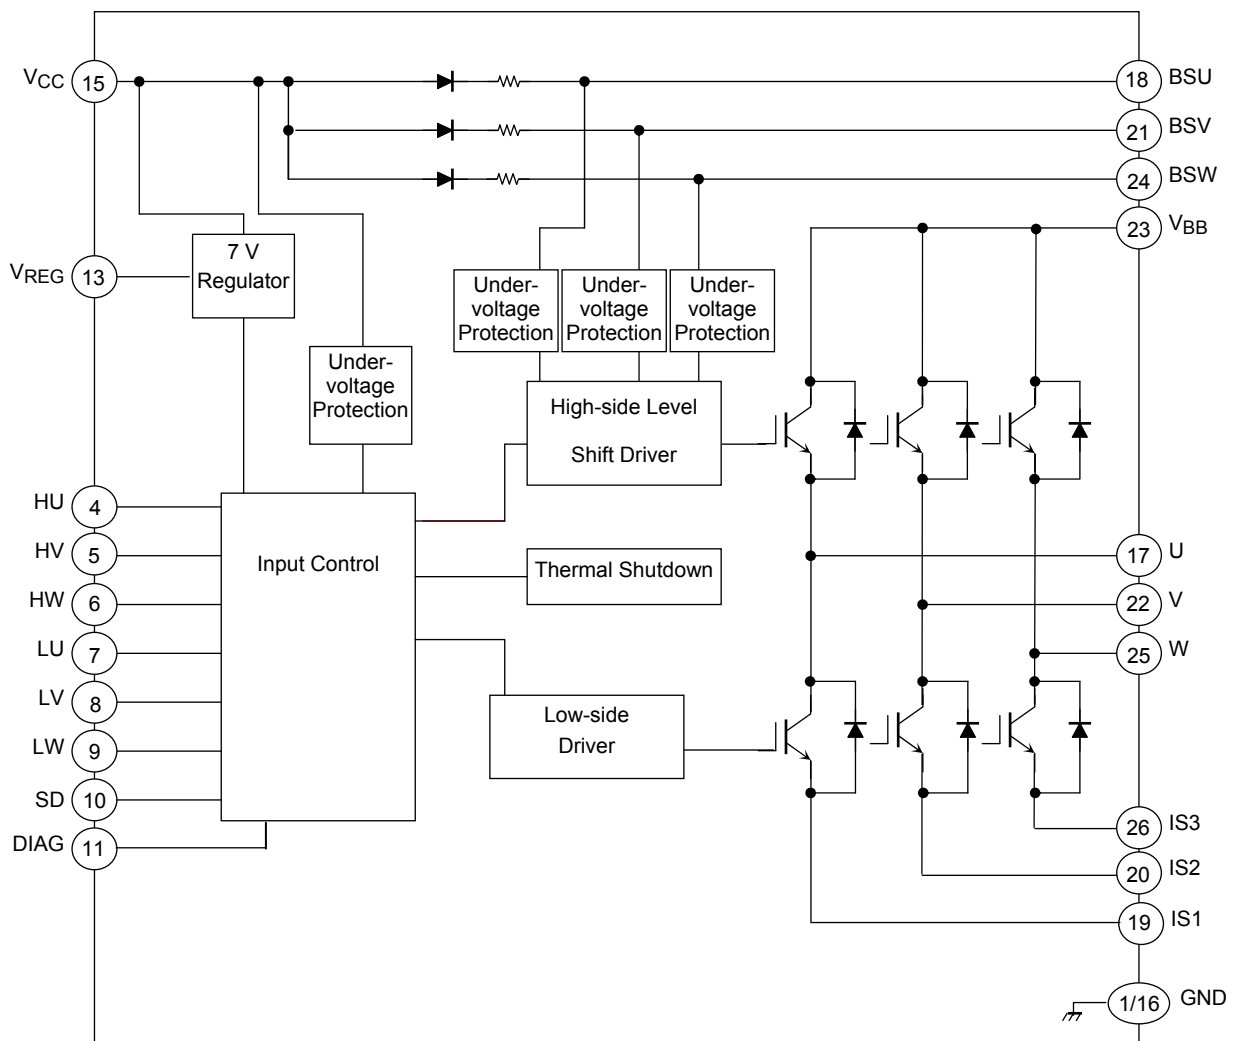 VCC 15
18 BSU
21 BSV
24 BSW
23 VBB
7 V
Regulator
VREG 13
Under-
voltage
Protection
Under-
voltage
Protection
Under-
voltage
Protection
Under-
voltage
Protection
High-side Level
Shift Driver
HU 4
HV 5
HW 6
LU 7
LV 8
LW 9
SD 10
DIAG 11
Input Control
Thermal Shutdown
Low-side
Driver
17 U
22 V
25 W
26 IS3
20 IS2
19 IS1
1/16 GND